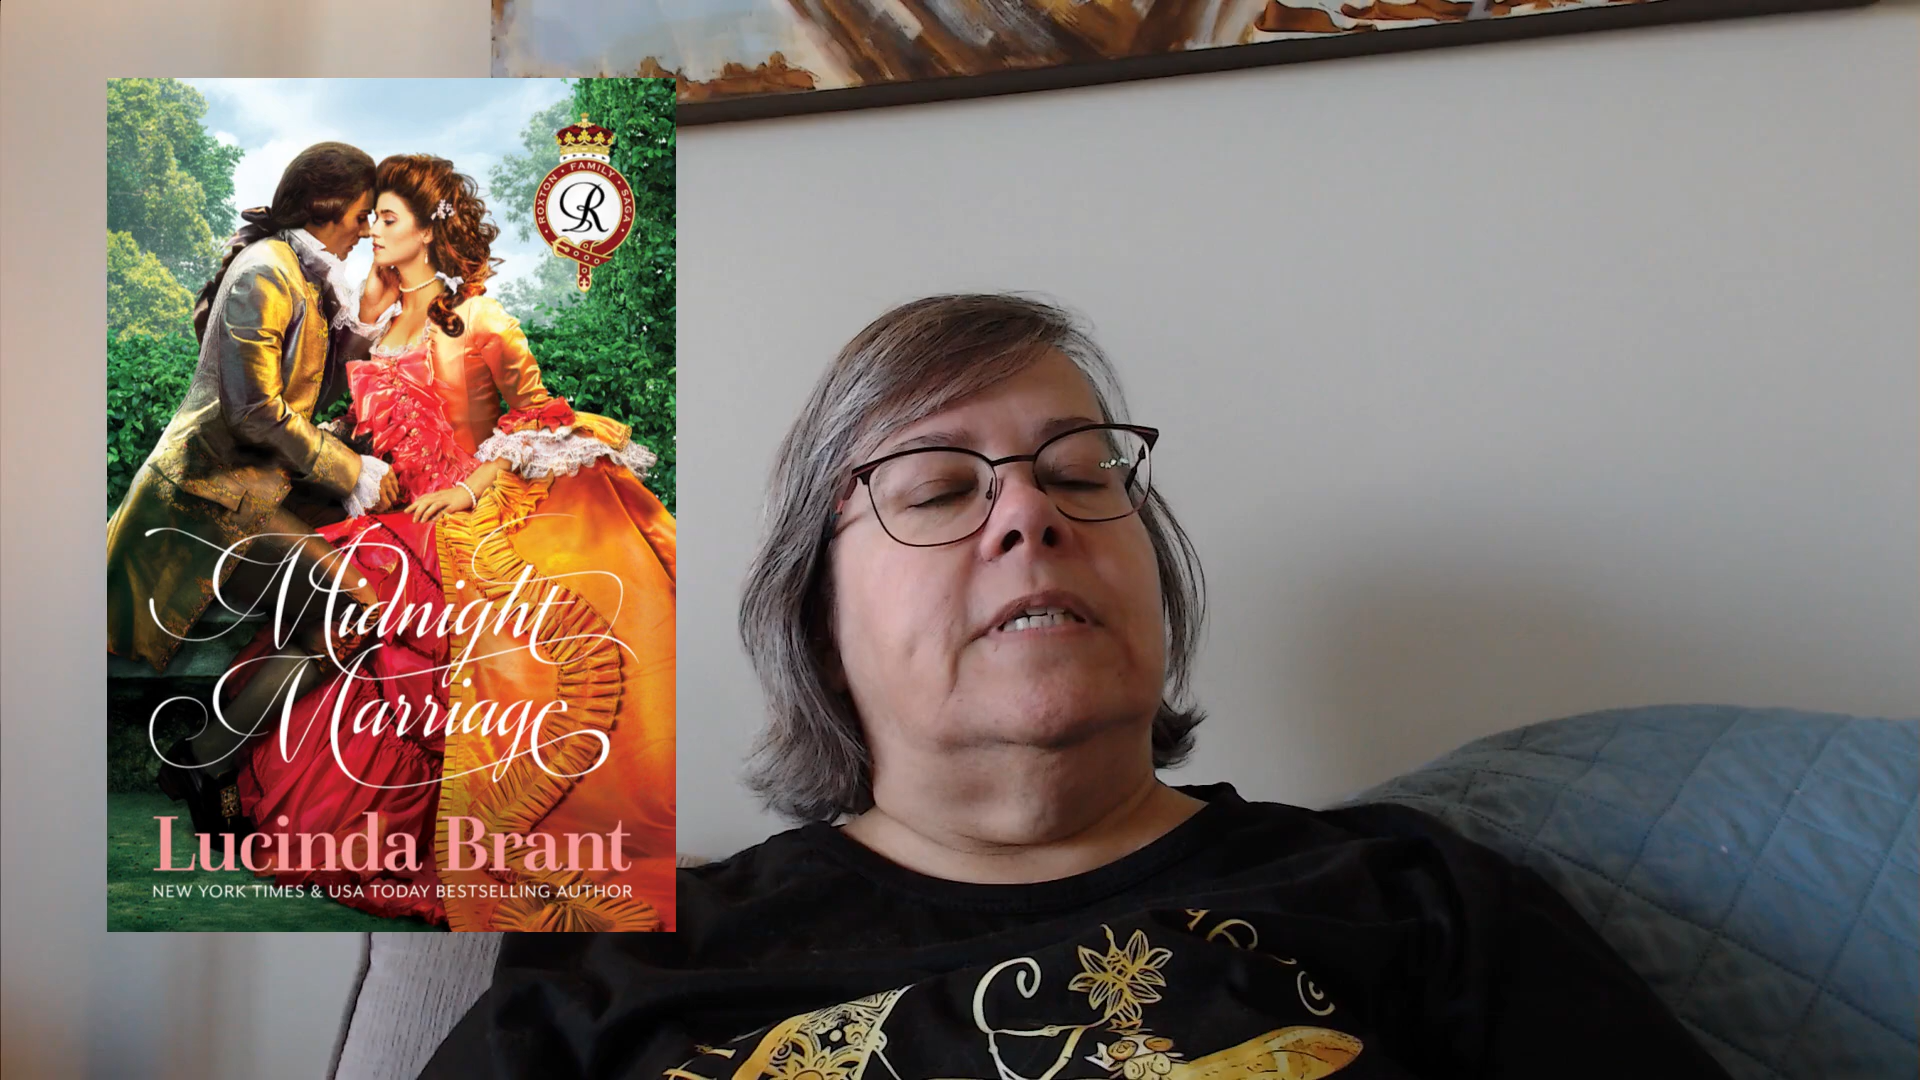 ROXTON • FAMILY • SAGA
R
Midnight
Marriage
Lucinda Brant
NEW YORK TIMES & USA TODAY BESTSELLING AUTHOR